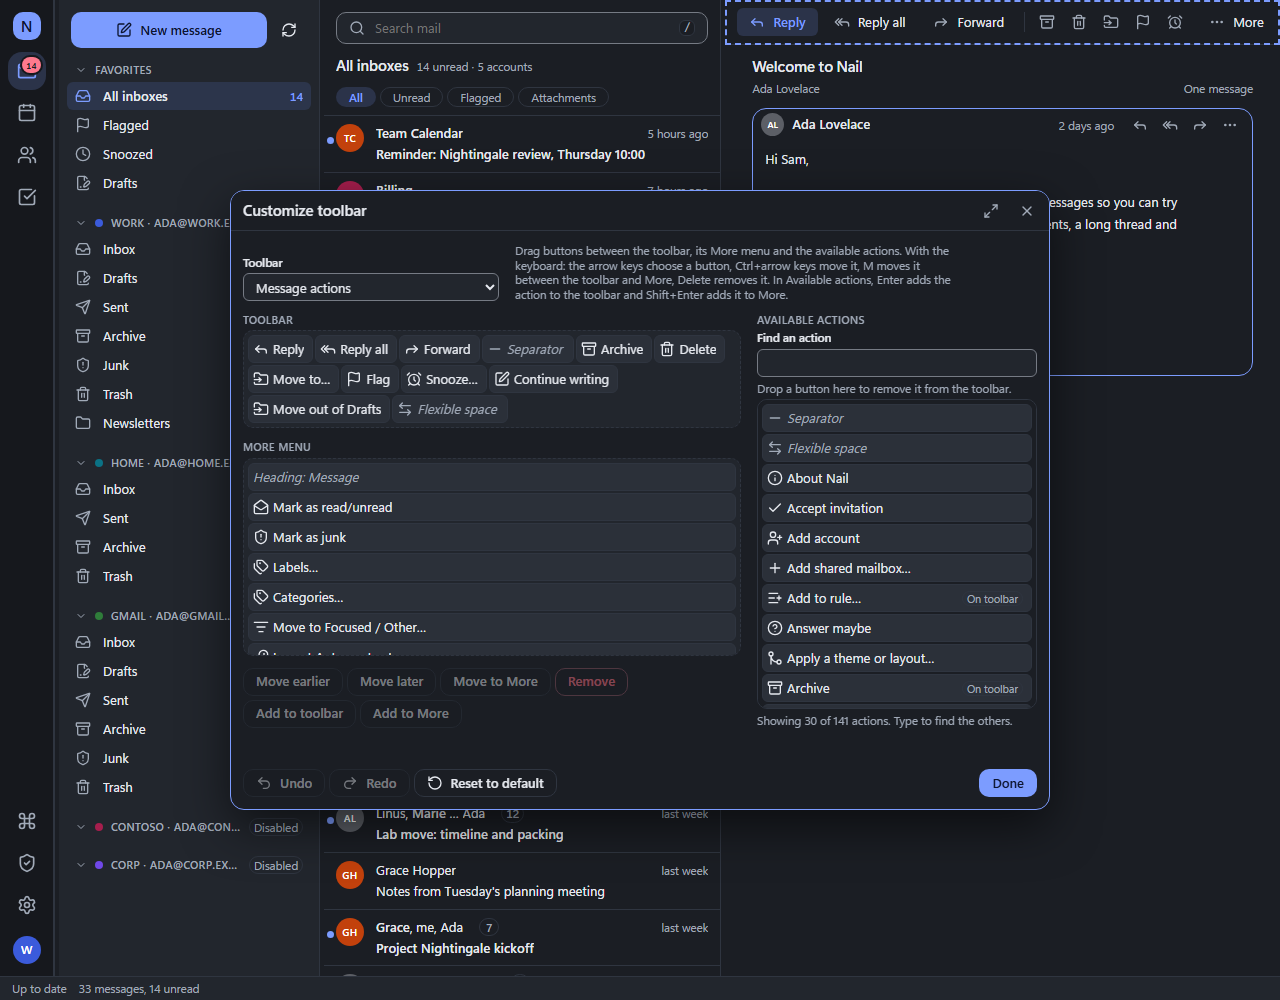 N
New message
Search mail
/
Reply
Reply all
Forward
More
14
FAVORITES
All inboxes 14
Flagged
Snoozed
Drafts
WORK · ADA@WORK.E
Inbox
Drafts
Sent
Archive
Junk
Trash
Newsletters
HOME · ADA@HOME.E
Inbox
Sent
Archive
Trash
GMAIL · ADA@GMAIL...
Inbox
Drafts
Sent
Archive
Junk
Trash
CONTOSO · ADA@CON... Disabled
CORP · ADA@CORP.EX... Disabled
W
All inboxes 14 unread · 5 accounts
All Unread Flagged Attachments
TC Team Calendar 5 hours ago
Reminder: Nightingale review, Thursday 10:00
Billing 7 hours ago
Welcome to Nail
Ada Lovelace One message
AL Ada Lovelace 2 days ago
Hi Sam,
essages so you can try
nts, a long thread and
Customize toolbar
Toolbar
Message actions
Drag buttons between the toolbar, its More menu and the available actions. With the
keyboard: the arrow keys choose a button, Ctrl+arrow keys move it, M moves it
between the toolbar and More, Delete removes it. In Available actions, Enter adds the
action to the toolbar and Shift+Enter adds it to More.
TOOLBAR
Reply Reply all Forward Separator Archive Delete
Move to... Flag Snooze... Continue writing
Move out of Drafts Flexible space
MORE MENU
Heading: Message
Mark as read/unread
Mark as junk
Labels...
Categories...
Move to Focused / Other...
Move earlier Move later Move to More Remove
Add to toolbar Add to More
AVAILABLE ACTIONS
Find an action
Drop a button here to remove it from the toolbar.
Separator
Flexible space
About Nail
Accept invitation
Add account
Add shared mailbox...
Add to rule... On toolbar
Answer maybe
Apply a theme or layout...
Archive On toolbar
Showing 30 of 141 actions. Type to find the others.
Undo Redo Reset to default Done
AL Linus, Marie ... Ada 12 last week
Lab move: timeline and packing
GH Grace Hopper last week
Notes from Tuesday's planning meeting
GH Grace, me, Ada 7 last week
Project Nightingale kickoff
Up to date 33 messages, 14 unread